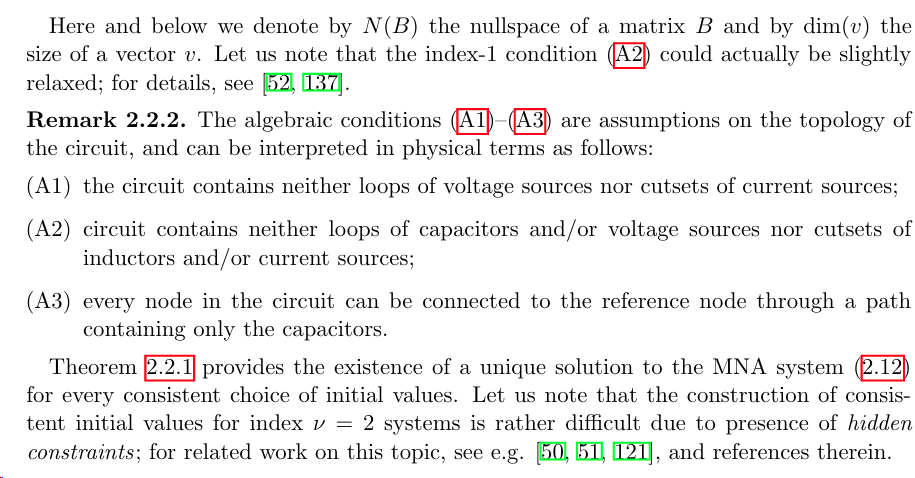 Here and below we denote by N(B) the nullspace of a matrix B and by dim(v) the
size of a vector v. Let us note that the index-1 condition (A2) could actually be slightly
relaxed; for details, see [52, 137].
Remark 2.2.2. The algebraic conditions (A1)–(A3) are assumptions on the topology of
the circuit, and can be interpreted in physical terms as follows:
(A1) the circuit contains neither loops of voltage sources nor cutsets of current sources;
(A2) circuit contains neither loops of capacitors and/or voltage sources nor cutsets of
inductors and/or current sources;
(A3) every node in the circuit can be connected to the reference node through a path
containing only the capacitors.
Theorem 2.2.1 provides the existence of a unique solution to the MNA system (2.12)
for every consistent choice of initial values. Let us note that the construction of consis-
tent initial values for index ν = 2 systems is rather difficult due to presence of hidden
constraints; for related work on this topic, see e.g. [50, 51, 121], and references therein.